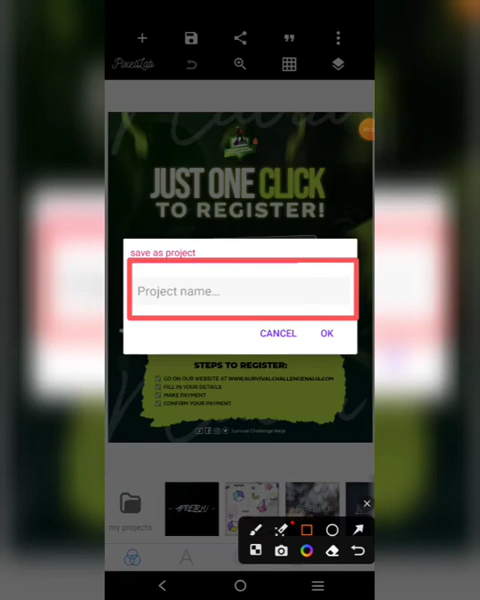 PixelLab
JUST ONE CLICK
TO REGISTER!
save as project
Project name...
CANCEL
OK
STEPS TO REGISTER:
GO ON OUR WEBSITE AT WWW.SURVIVALCHALLENGENAIJA.COM
FILL IN YOUR DETAILS
MAKE PAYMENT
CONFIRM YOUR PAYMENT
Survival Challenge Naija
my projects